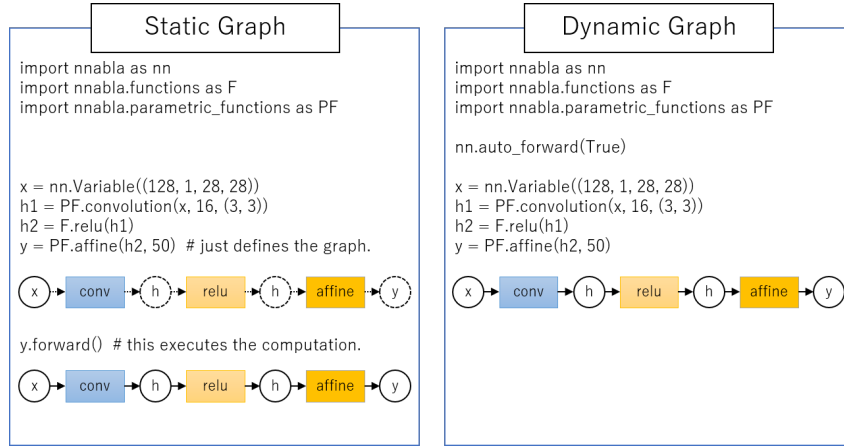 Static Graph
import nnabla as nn
import nnabla.functions as F
import nnabla.parametric_functions as PF
x = nn.Variable((128, 1, 28, 28))
h1 = PF.convolution(x, 16, (3, 3))
h2 = F.relu(h1)
y = PF.affine(h2, 50)  # just defines the graph.
x conv h relu h affine y
y.forward()  # this executes the computation.
x conv h relu h affine y
Dynamic Graph
import nnabla as nn
import nnabla.functions as F
import nnabla.parametric_functions as PF
nn.auto_forward(True)
x = nn.Variable((128, 1, 28, 28))
h1 = PF.convolution(x, 16, (3, 3))
h2 = F.relu(h1)
y = PF.affine(h2, 50)
x conv h relu h affine y